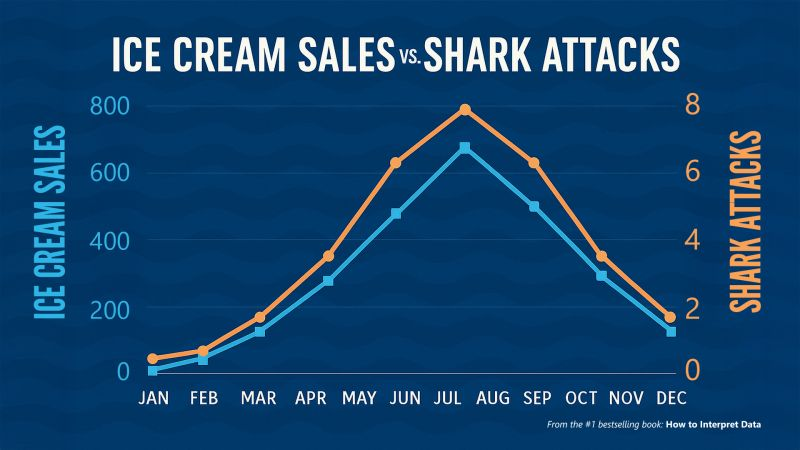 ICE CREAM SALES VS. SHARK ATTACKS
ICE CREAM SALES
800
600
400
200
0
8
6
4
2
0
SHARK ATTACKS
JAN FEB MAR APR MAY JUN JUL AUG SEP OCT NOV DEC
From the #1 bestselling book: How to Interpret Data